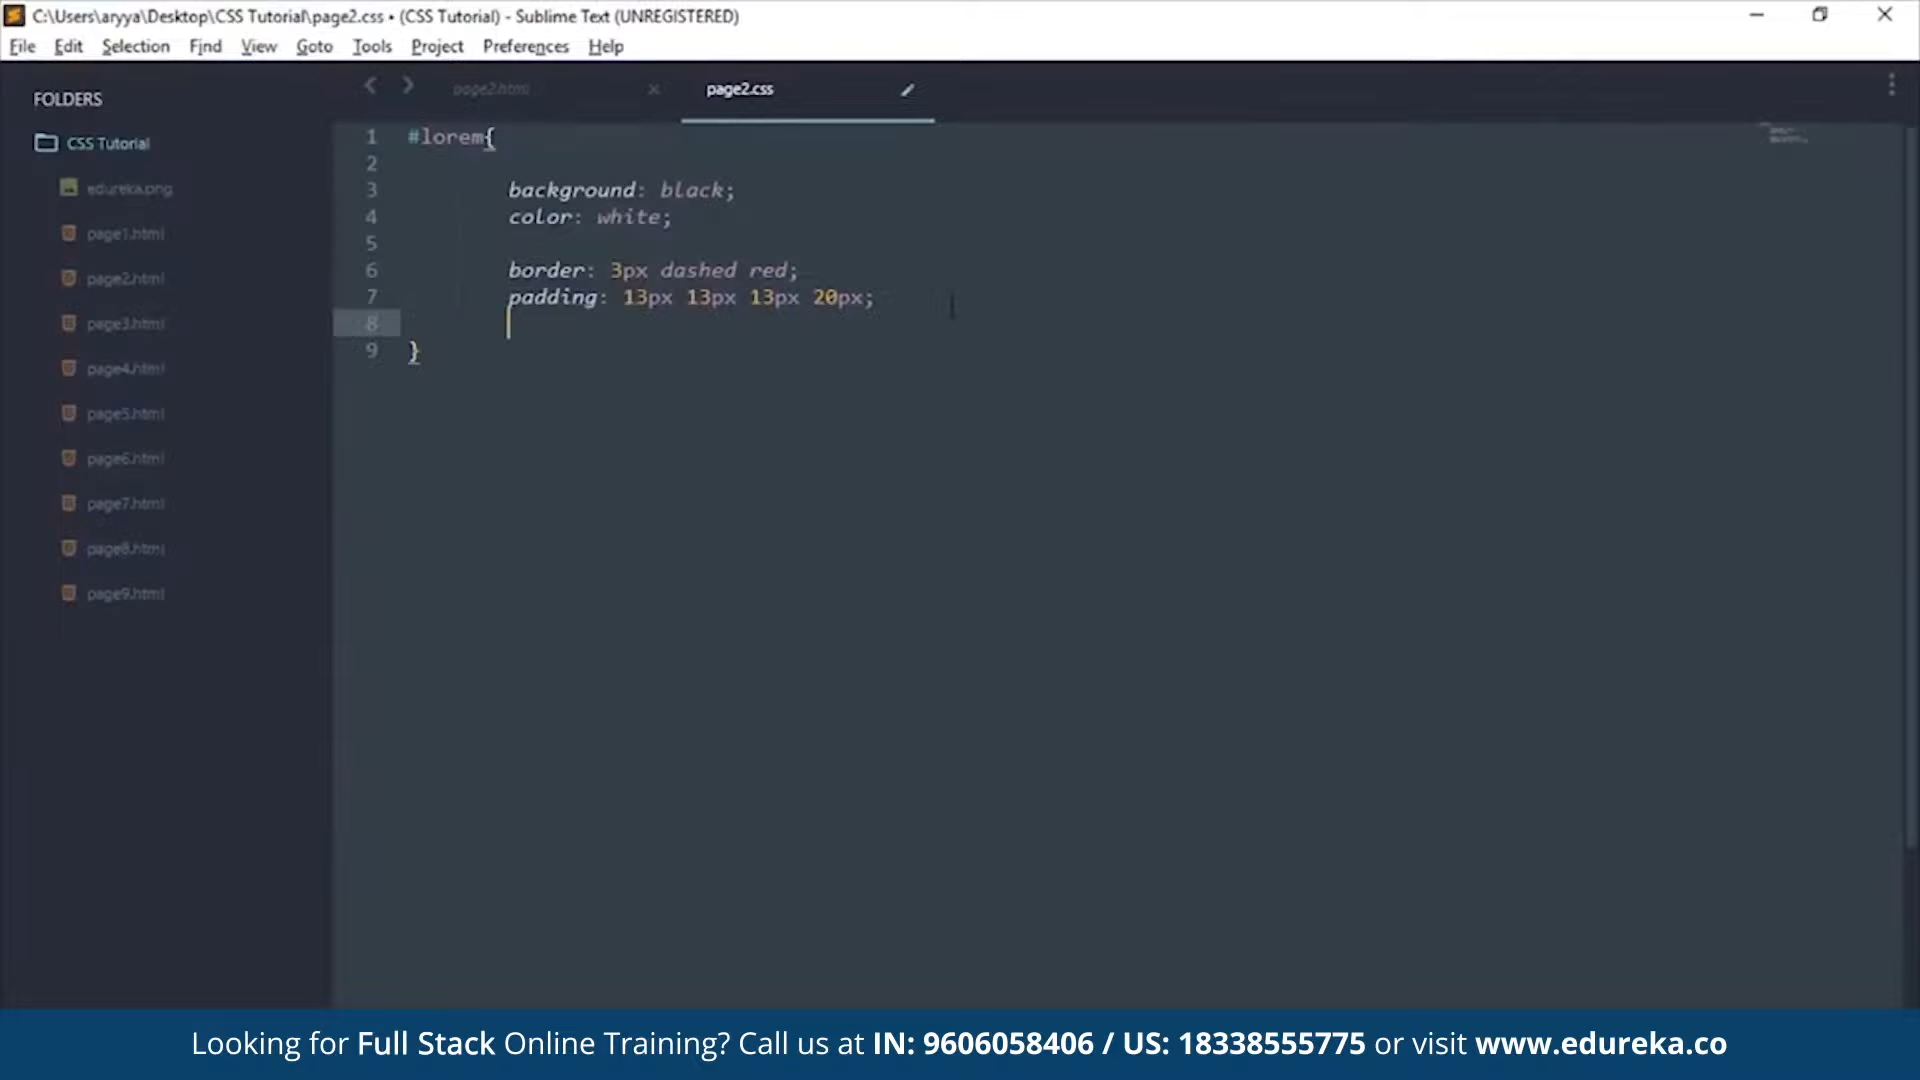 C:\Users\aryya\Desktop\CSS Tutorial\page2.css • (CSS Tutorial) - Sublime Text (UNREGISTERED)
File Edit Selection Find View Goto Tools Project Preferences Help
FOLDERS
CSS Tutorial
edureka.png
page1.html
page2.html
page3.html
page4.html
page5.html
page6.html
page7.html
page8.html
page9.html
page2.html page2.css
1 #lorem{
2
3 background: black;
4 color: white;
5
6 border: 3px dashed red;
7 padding: 13px 13px 13px 20px;
8
9 }
Looking for Full Stack Online Training? Call us at IN: 9606058406 / US: 18338555775 or visit www.edureka.co